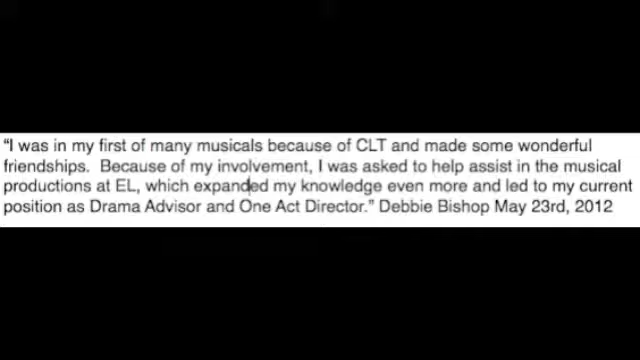 “I was in my first of many musicals because of CLT and made some wonderful
friendships.  Because of my involvement, I was asked to help assist in the musical
productions at EL, which expanded my knowledge even more and led to my current
position as Drama Advisor and One Act Director.” Debbie Bishop May 23rd, 2012